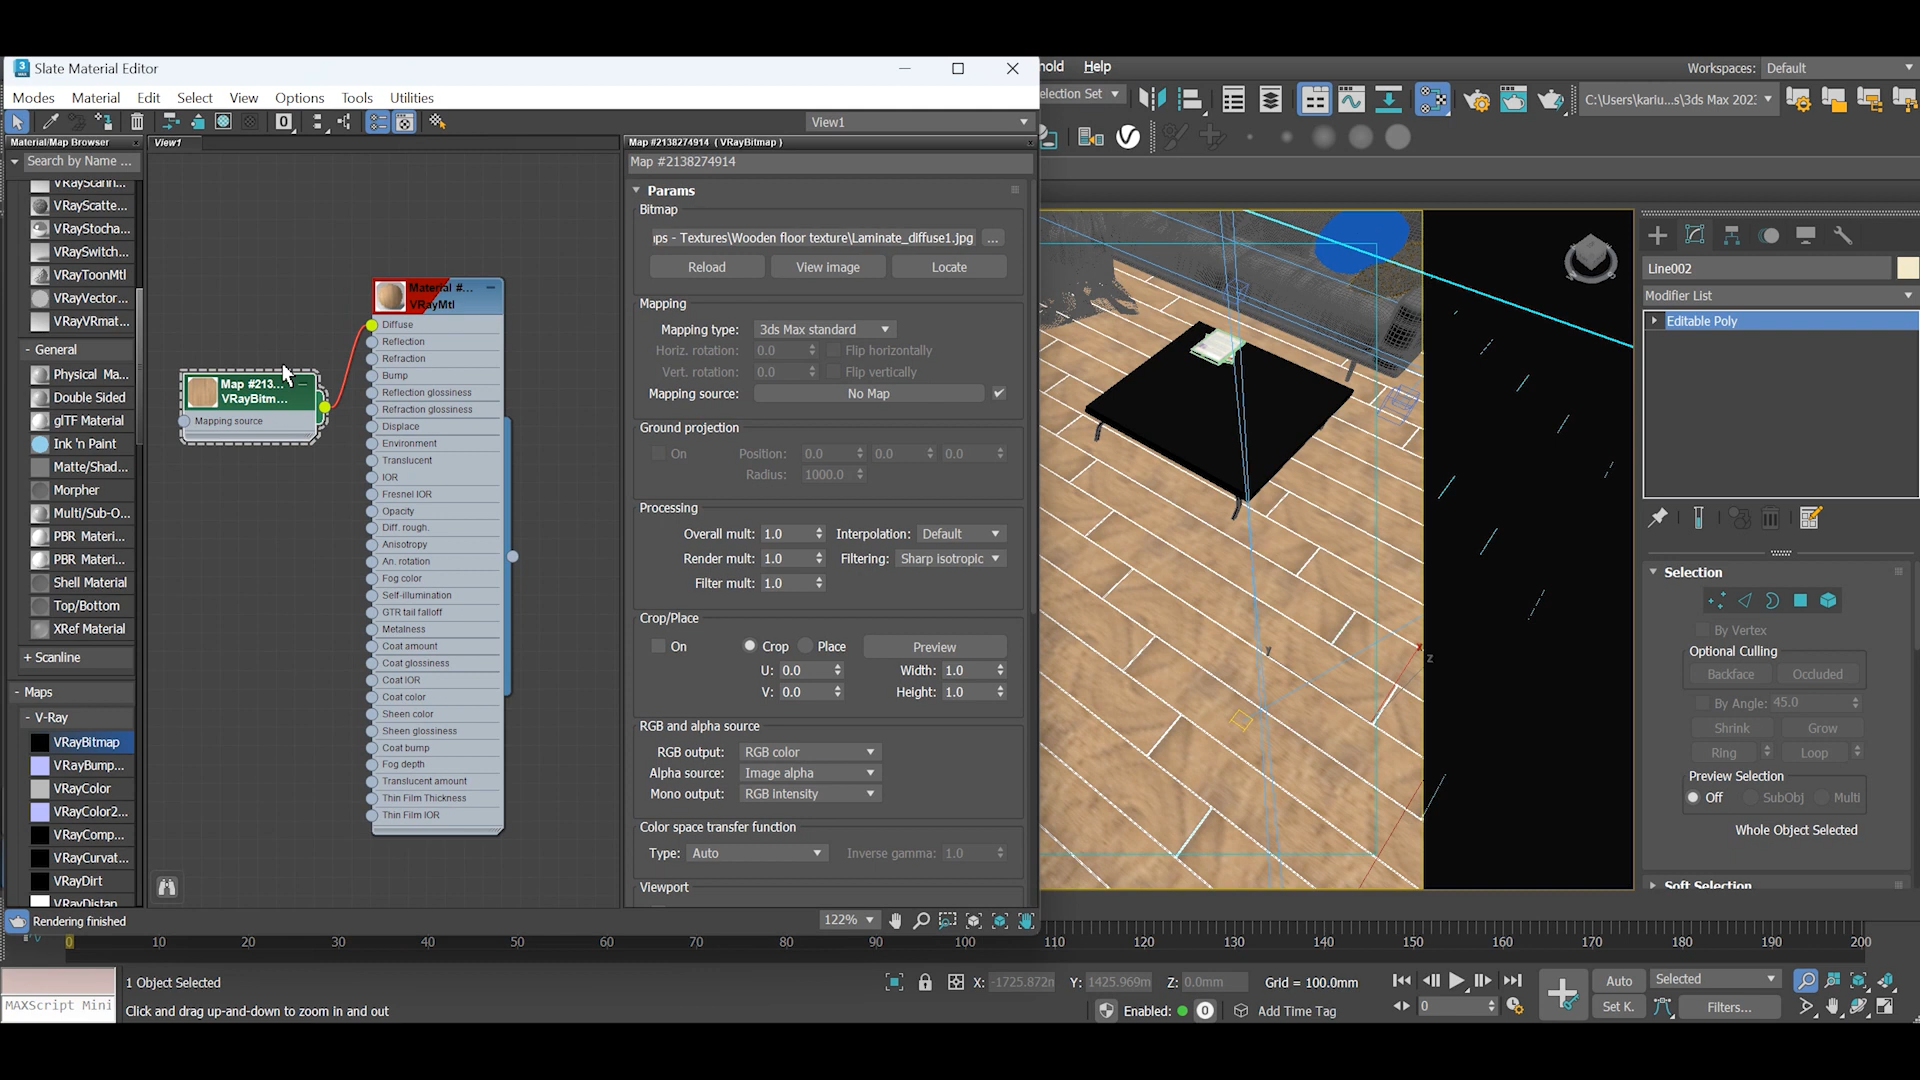 Slate Material Editor
nold Help
Workspaces: Default
Modes Material Edit Select View Options Tools Utilities
election Set
C:\Users\karlu...s\3ds Max 202
0
View1
Material/Map Browser
View1
Map #2138274914 ( VRayBitmap )
Search by Name ...
Map #2138274914
VRayScann...
VRayScatte...
VRayStocha...
VRaySwitch...
VRayToonMtl
VRayVector...
VRayVRmat...
- General
Physical Ma...
Double Sided
glTF Material
Ink 'n Paint
Matte/Shad...
Morpher
Multi/Sub-O...
PBR Materi...
PBR Materi...
Shell Material
Top/Bottom
XRef Material
+ Scanline
- Maps
- V-Ray
VRayBitmap
VRayBump...
VRayColor
VRayColor2...
VRayComp...
VRayCurvat...
VRayDirt
VRayDistan
Map #213...
VRayBitm...
Mapping source
Material #...
VRayMtl
Diffuse
Reflection
Refraction
Bump
Reflection glossiness
Refraction glossiness
Displace
Environment
Translucent
IOR
Fresnel IOR
Opacity
Diff. rough.
Anisotropy
An. rotation
Fog color
Self-illumination
GTR tail falloff
Metalness
Coat amount
Coat glossiness
Coat IOR
Coat color
Sheen color
Sheen glossiness
Coat bump
Fog depth
Translucent amount
Thin Film Thickness
Thin Film IOR
Params
Bitmap
ps - Textures\Wooden floor texture\Laminate_diffuse1.jpg ...
Reload View image Locate
Mapping
Mapping type: 3ds Max standard
Horiz. rotation: 0.0 Flip horizontally
Vert. rotation: 0.0 Flip vertically
Mapping source: No Map
Ground projection
On Position: 0.0 0.0 0.0
Radius: 1000.0
Processing
Overall mult: 1.0 Interpolation: Default
Render mult: 1.0 Filtering: Sharp isotropic
Filter mult: 1.0
Crop/Place
On Crop Place Preview
U: 0.0 Width: 1.0
V: 0.0 Height: 1.0
RGB and alpha source
RGB output: RGB color
Alpha source: Image alpha
Mono output: RGB intensity
Color space transfer function
Type: Auto Inverse gamma: 1.0
Viewport
y
x
z
Line002
Modifier List
Editable Poly
Selection
By Vertex
Optional Culling
Backface Occluded
By Angle: 45.0
Shrink Grow
Ring Loop
Preview Selection
Off SubObj Multi
Whole Object Selected
Soft Selection
Rendering finished
122%
0 10 20 30 40 50 60 70 80 90 100 110 120 130 140 150 160 170 180 190 200
1 Object Selected
X: -1725.872m Y: 1425.969m Z: 0.0mm Grid = 100.0mm
Auto Selected
MAXScript Mini
Click and drag up-and-down to zoom in and out
Enabled: 0 Add Time Tag
0
Set K. Filters...